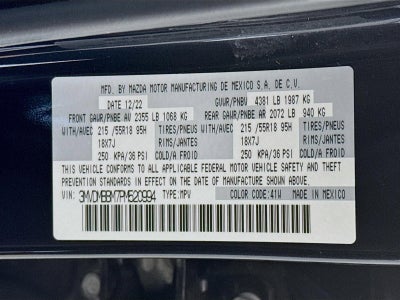 MFD. BY MAZDA MOTOR MANUFACTURING DE MEXICO S.A. DE C.V.
DATE 12/22 GVWR/PNBV 4381 LB 1987 KG
FRONT GAWR/PNBE AV 2355 LB 1068 KG REAR GAWR/PNBE AR 2072 LB 940 KG
WITH/AVEC 215 /55R18 95H TIRES/PNEUS WITH/AVEC 215 /55R18 95H TIRES/PNEUS
18X7J RIMS/JANTES 18X7J RIMS/JANTES
250 KPA/36 PSI COLD/A FROID 250 KPA/36 PSI COLD/A FROID
THIS VEHICLE CONFORMS TO ALL APPLICABLE FEDERAL MOTOR VEHICLE SAFETY AND THEFT
PREVENTION STANDARDS IN EFFECT ON THE DATE OF MANUFACTURE SHOWN ABOVE.
VIN: 3MVDMBBM7PM520994 TYPE:MPV COLOR CODE:41W MADE IN MEXICO